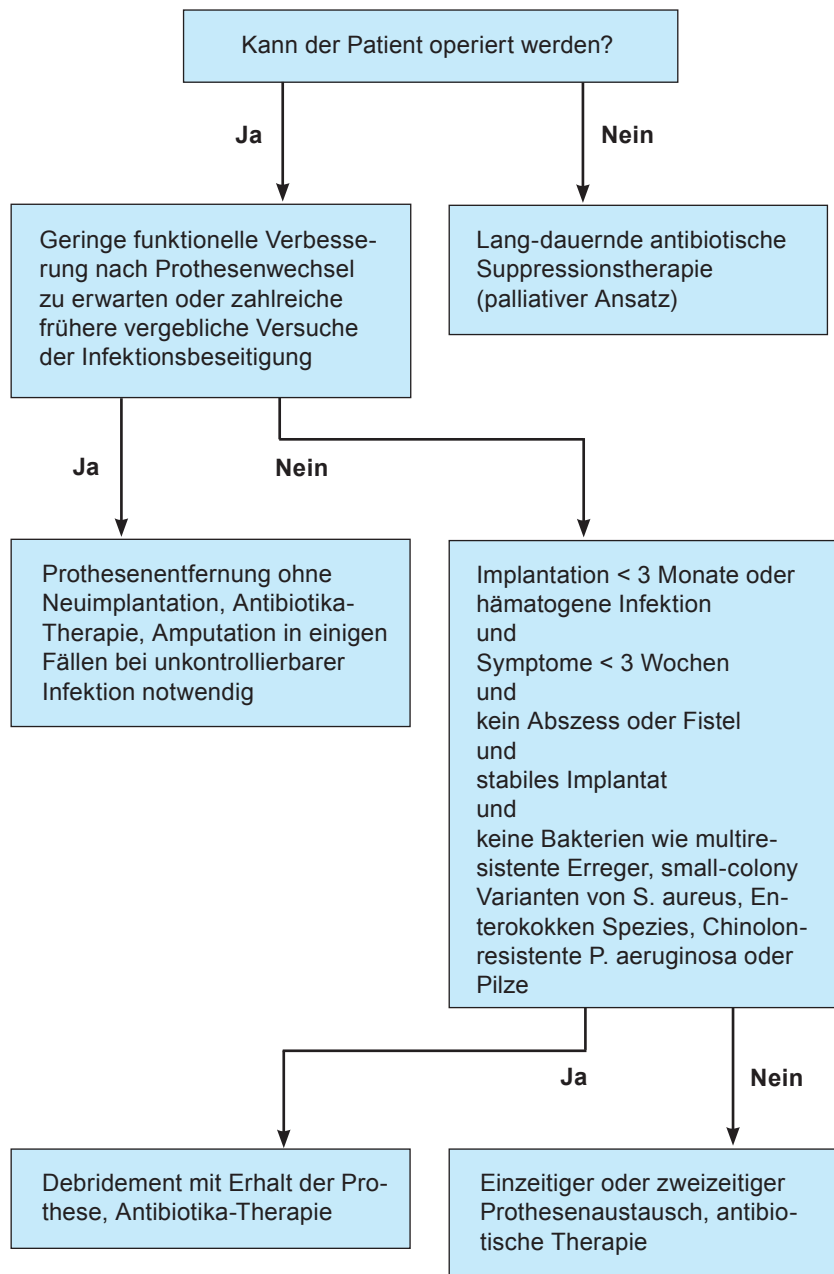 Kann der Patient operiert werden?
Ja
Nein
Geringe funktionelle Verbesse-
rung nach Prothesenwechsel
zu erwarten oder zahlreiche
frühere vergebliche Versuche
der Infektionsbeseitigung
Lang-dauernde antibiotische
Suppressionstherapie
(palliativer Ansatz)
Ja
Nein
Prothesenentfernung ohne
Neuimplantation, Antibiotika-
Therapie, Amputation in einigen
Fällen bei unkontrollierbarer
Infektion notwendig
Implantation < 3 Monate oder
hämatogene Infektion
und
Symptome < 3 Wochen
und
kein Abszess oder Fistel
und
stabiles Implantat
und
keine Bakterien wie multire-
sistente Erreger, small-colony
Varianten von S. aureus, En-
terokokken Spezies, Chinolon-
resistente P. aeruginosa oder
Pilze
Ja
Nein
Debridement mit Erhalt der Pro-
these, Antibiotika-Therapie
Einzeitiger oder zweizeitiger
Prothesenaustausch, antibio-
tische Therapie